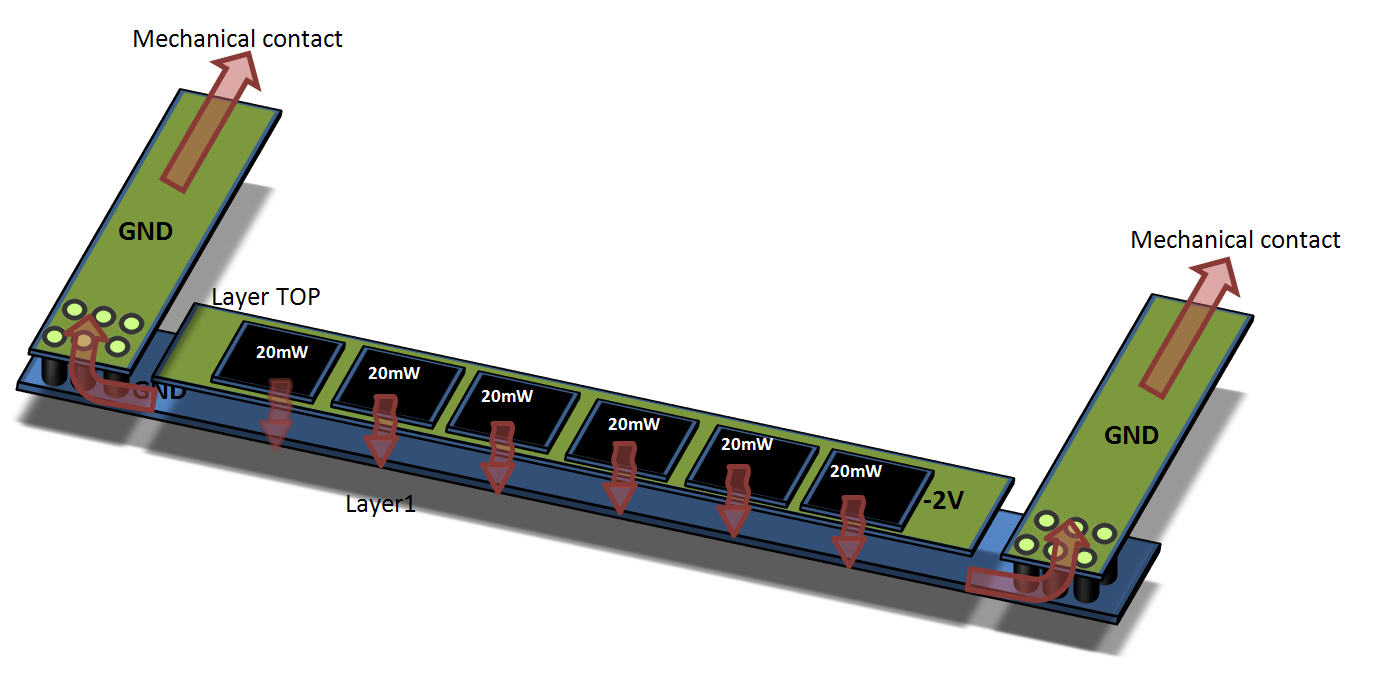 Mechanical contact
GND
Mechanical contact
Layer TOP
20mW
20mW
20mW
20mW
20mW
20mW
GND
GND
-2V
Layer1